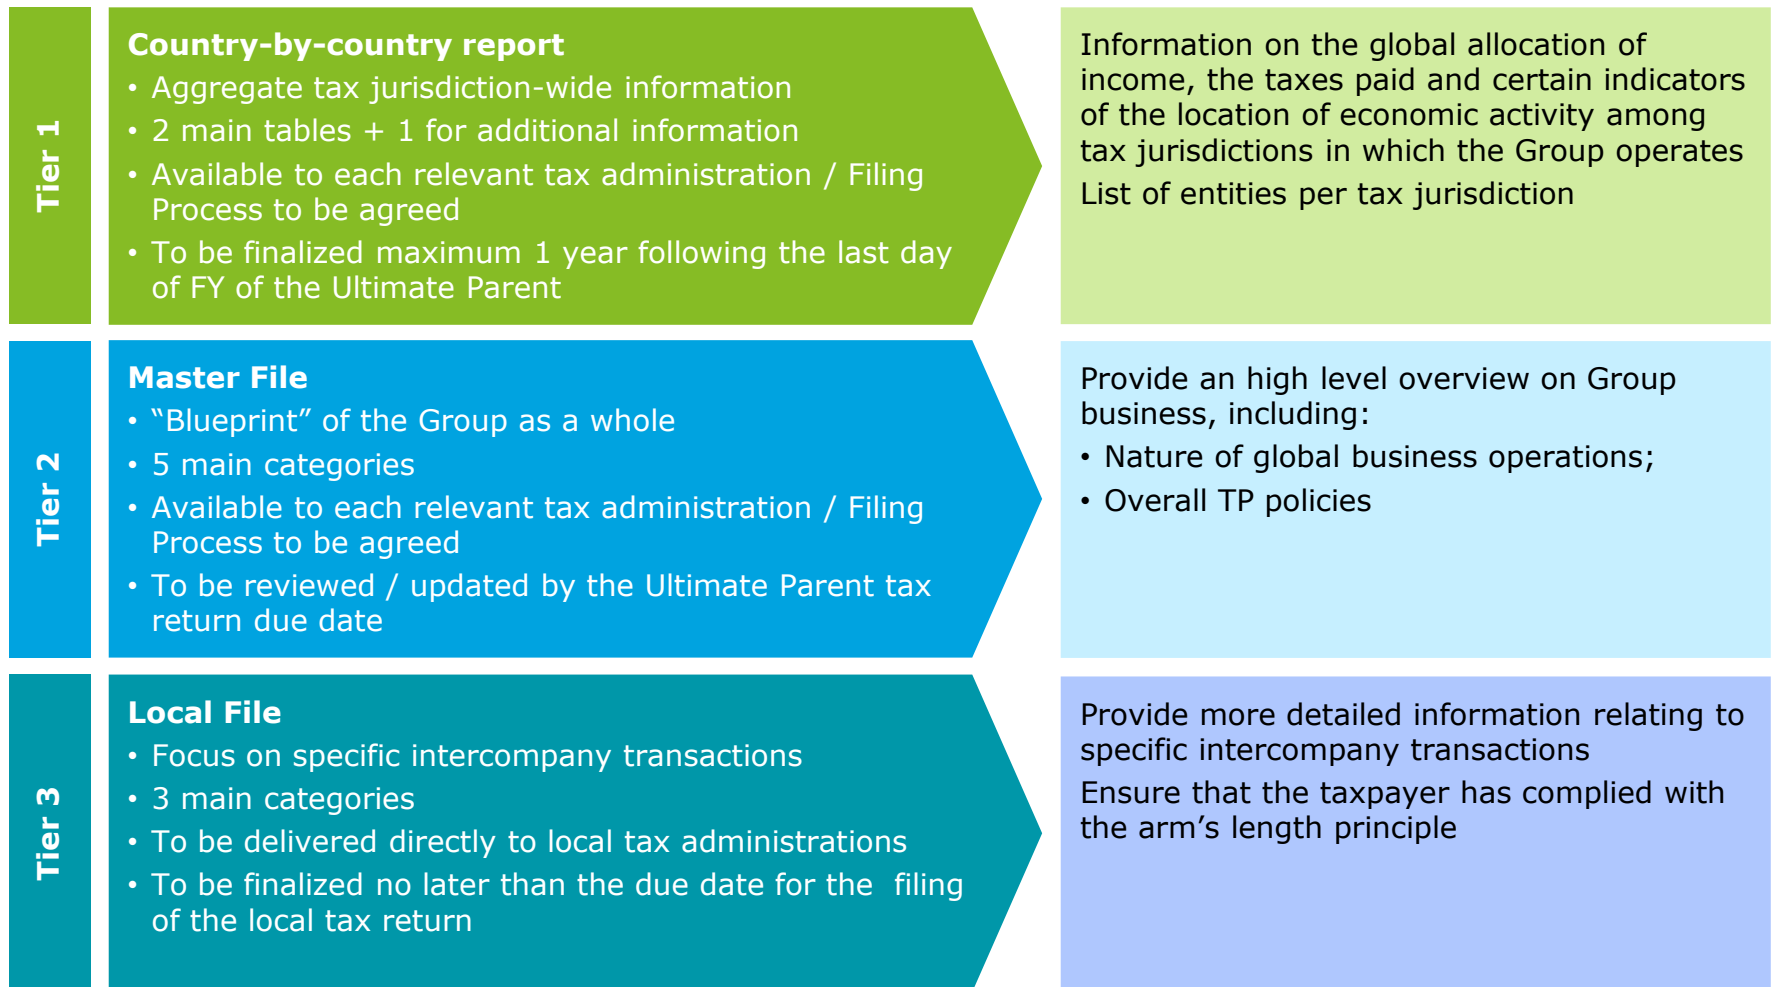 Tier 1
Country-by-country report
• Aggregate tax jurisdiction-wide information
• 2 main tables + 1 for additional information
• Available to each relevant tax administration / Filing
Process to be agreed
• To be finalized maximum 1 year following the last day
of FY of the Ultimate Parent
Information on the global allocation of
income, the taxes paid and certain indicators
of the location of economic activity among
tax jurisdictions in which the Group operates
List of entities per tax jurisdiction
Tier 2
Master File
• “Blueprint” of the Group as a whole
• 5 main categories
• Available to each relevant tax administration / Filing
Process to be agreed
• To be reviewed / updated by the Ultimate Parent tax
return due date
Provide an high level overview on Group
business, including:
• Nature of global business operations;
• Overall TP policies
Tier 3
Local File
• Focus on specific intercompany transactions
• 3 main categories
• To be delivered directly to local tax administrations
• To be finalized no later than the due date for the  filing
of the local tax return
Provide more detailed information relating to
specific intercompany transactions
Ensure that the taxpayer has complied with
the arm’s length principle